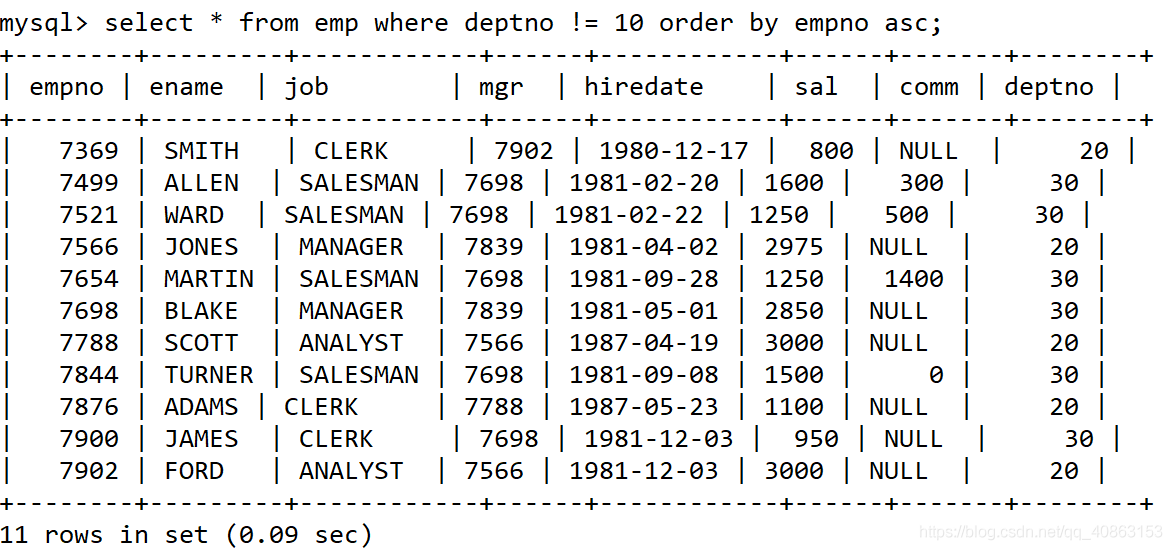 mysql> select * from emp where deptno != 10 order by empno asc;
+--------+---------+------------+------+------------+------+-------+--------+
| empno | ename | job | mgr | hiredate | sal | comm | deptno |
+--------+---------+------------+------+------------+------+-------+--------+
| 7369 | SMITH | CLERK | 7902 | 1980-12-17 | 800 | NULL | 20 |
| 7499 | ALLEN | SALESMAN | 7698 | 1981-02-20 | 1600 | 300 | 30 |
| 7521 | WARD | SALESMAN | 7698 | 1981-02-22 | 1250 | 500 | 30 |
| 7566 | JONES | MANAGER | 7839 | 1981-04-02 | 2975 | NULL | 20 |
| 7654 | MARTIN | SALESMAN | 7698 | 1981-09-28 | 1250 | 1400 | 30 |
| 7698 | BLAKE | MANAGER | 7839 | 1981-05-01 | 2850 | NULL | 30 |
| 7788 | SCOTT | ANALYST | 7566 | 1987-04-19 | 3000 | NULL | 20 |
| 7844 | TURNER | SALESMAN | 7698 | 1981-09-08 | 1500 | 0 | 30 |
| 7876 | ADAMS | CLERK | 7788 | 1987-05-23 | 1100 | NULL | 20 |
| 7900 | JAMES | CLERK | 7698 | 1981-12-03 | 950 | NULL | 30 |
| 7902 | FORD | ANALYST | 7566 | 1981-12-03 | 3000 | NULL | 20 |
+--------+---------+------------+------+------------+------+-------+--------+
11 rows in set (0.09 sec)
https://blog.csdn.net/qq_40863153